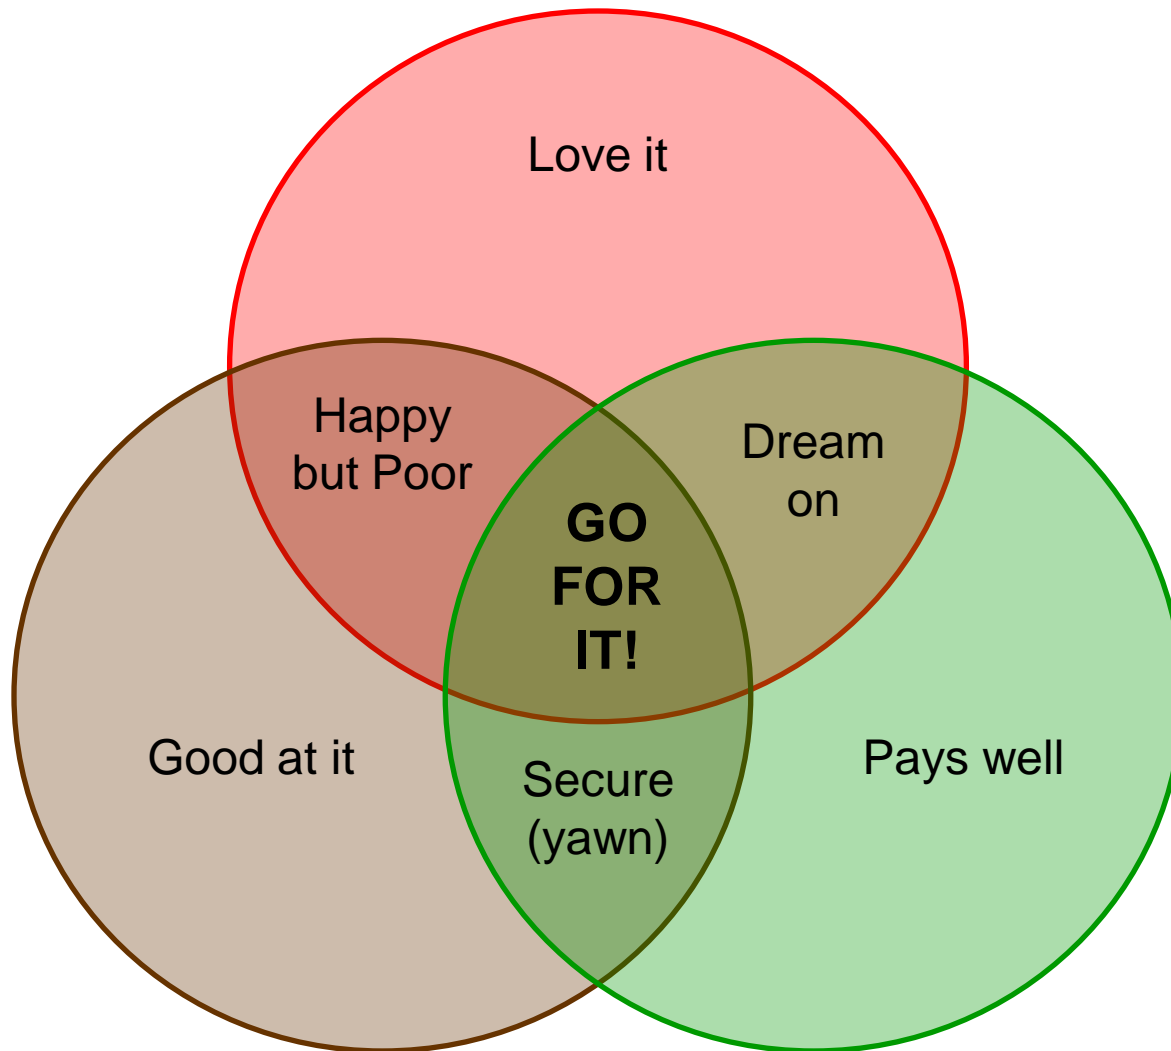 Love it
Happy
but Poor
Dream
on
GO
FOR
IT!
Good at it
Pays well
Secure
(yawn)